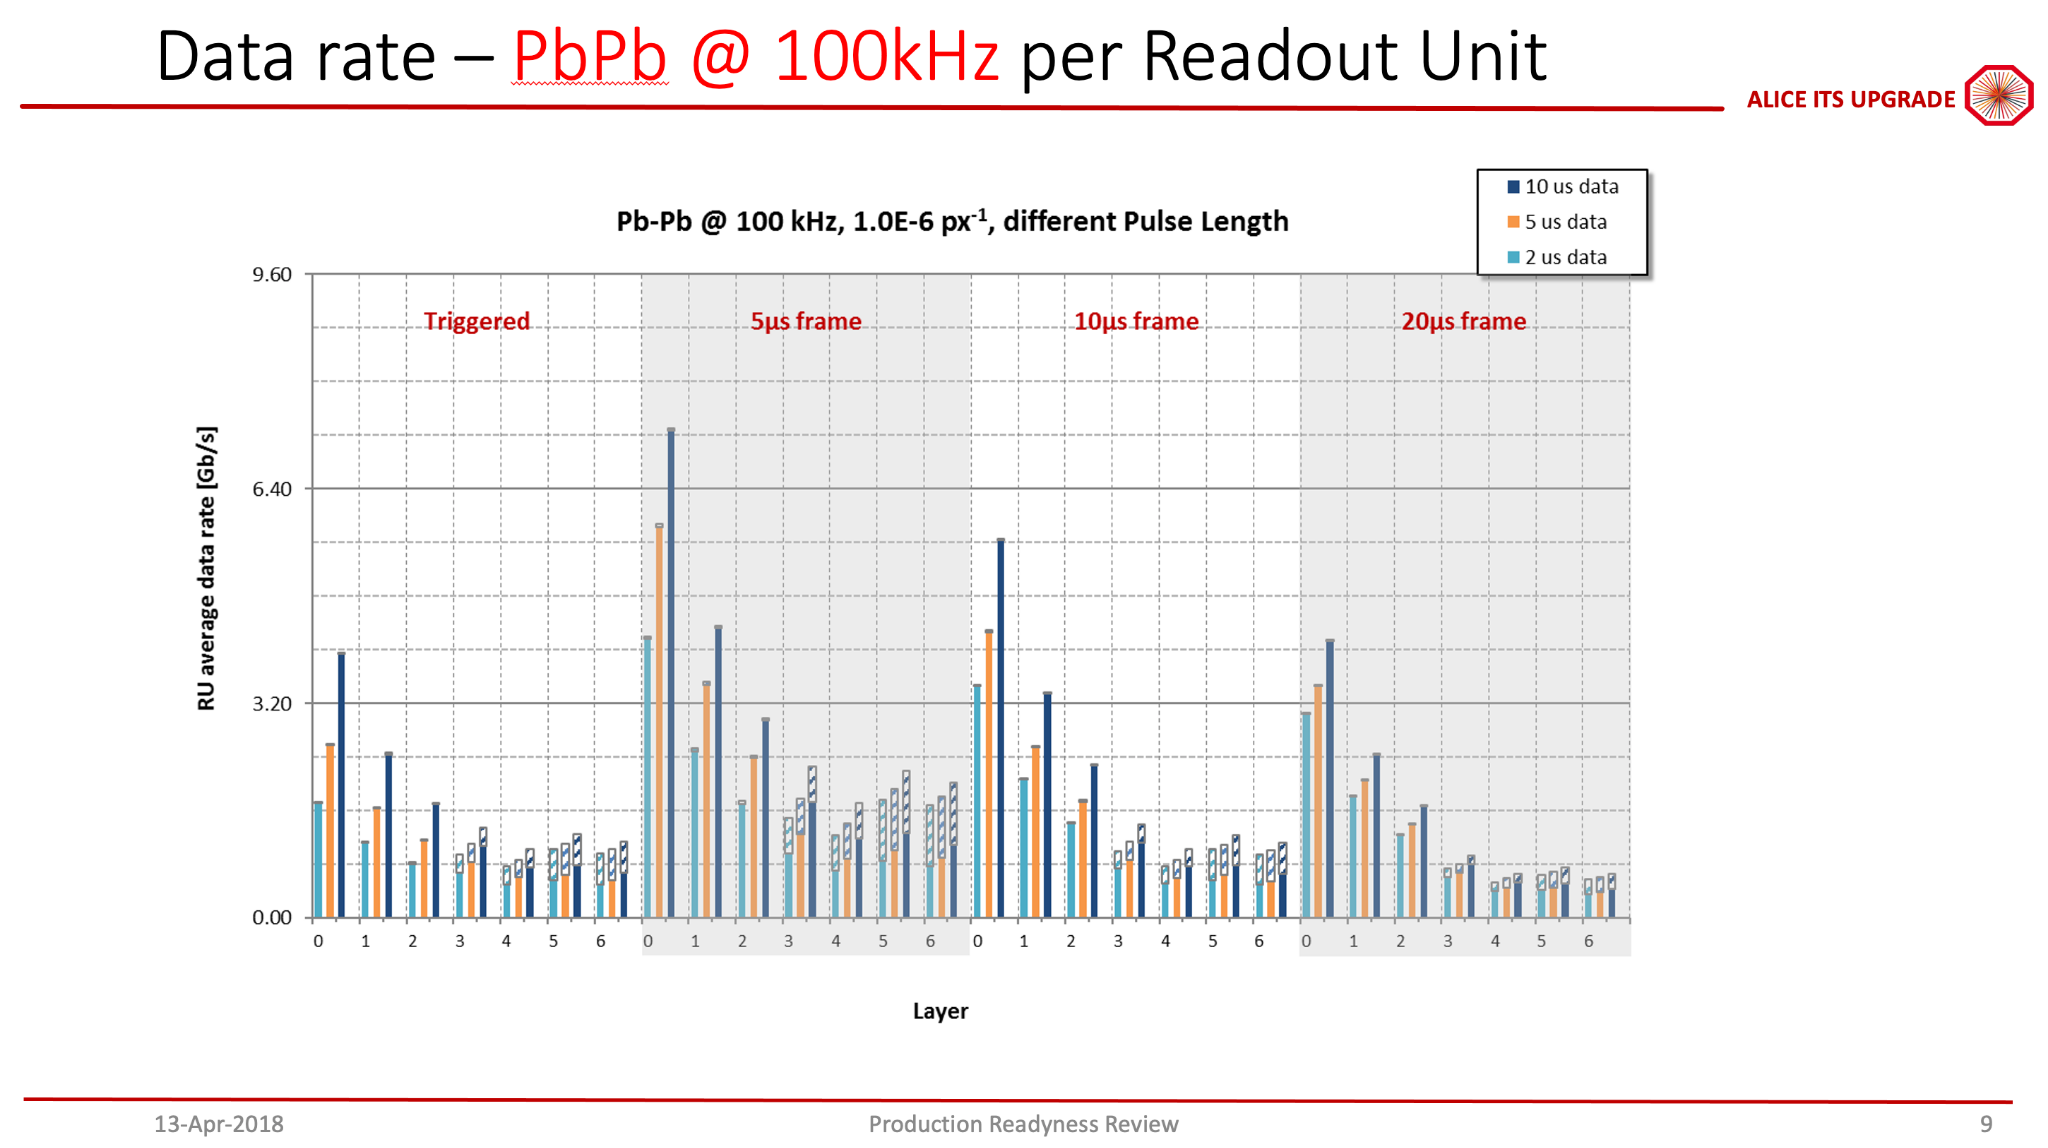 Data rate – PbPb @ 100kHz per Readout Unit
ALICE ITS UPGRADE
10 us data
5 us data
2 us data
Pb-Pb @ 100 kHz, 1.0E-6 px-1, different Pulse Length
9.60
6.40
3.20
0.00
RU average data rate [Gb/s]
Triggered
5µs frame
10µs frame
20µs frame
0 1 2 3 4 5 6 0 1 2 3 4 5 6 0 1 2 3 4 5 6 0 1 2 3 4 5 6
Layer
13-Apr-2018
Production Readyness Review
9